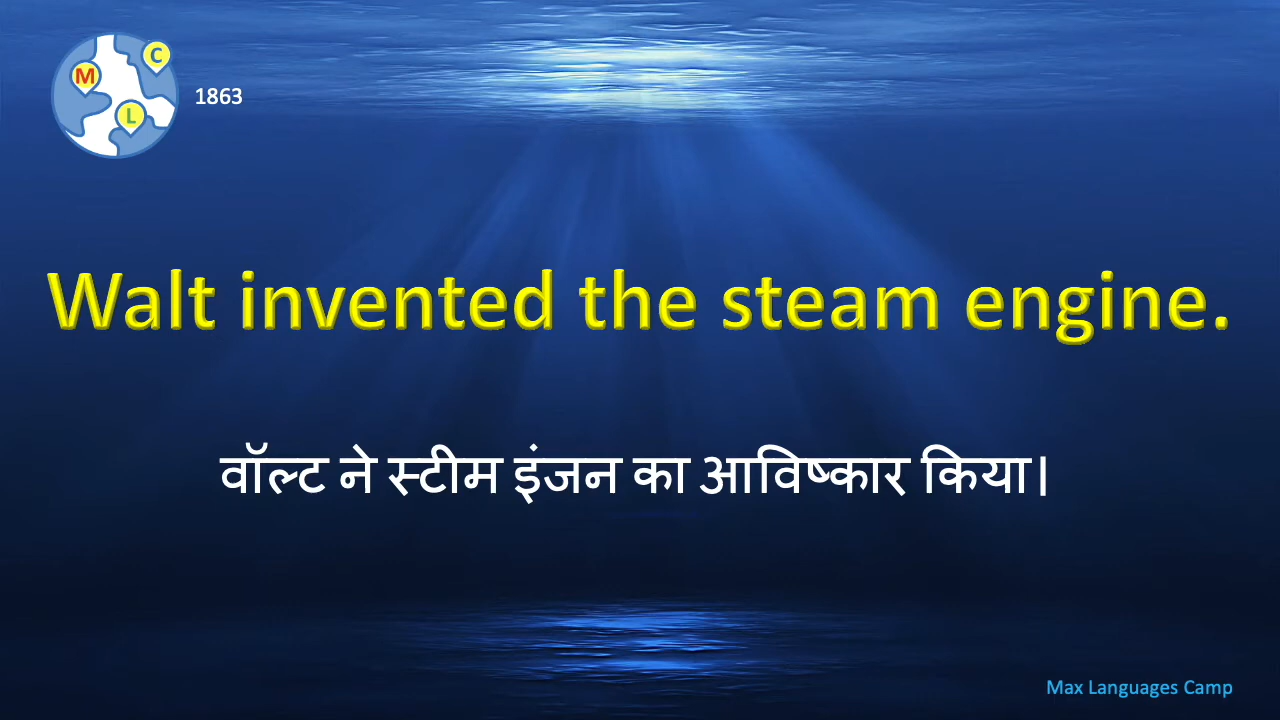 M
C
L
1863
Walt invented the steam engine.
वॉल्ट ने स्टीम इंजन का आविष्कार किया।
Max Languages Camp